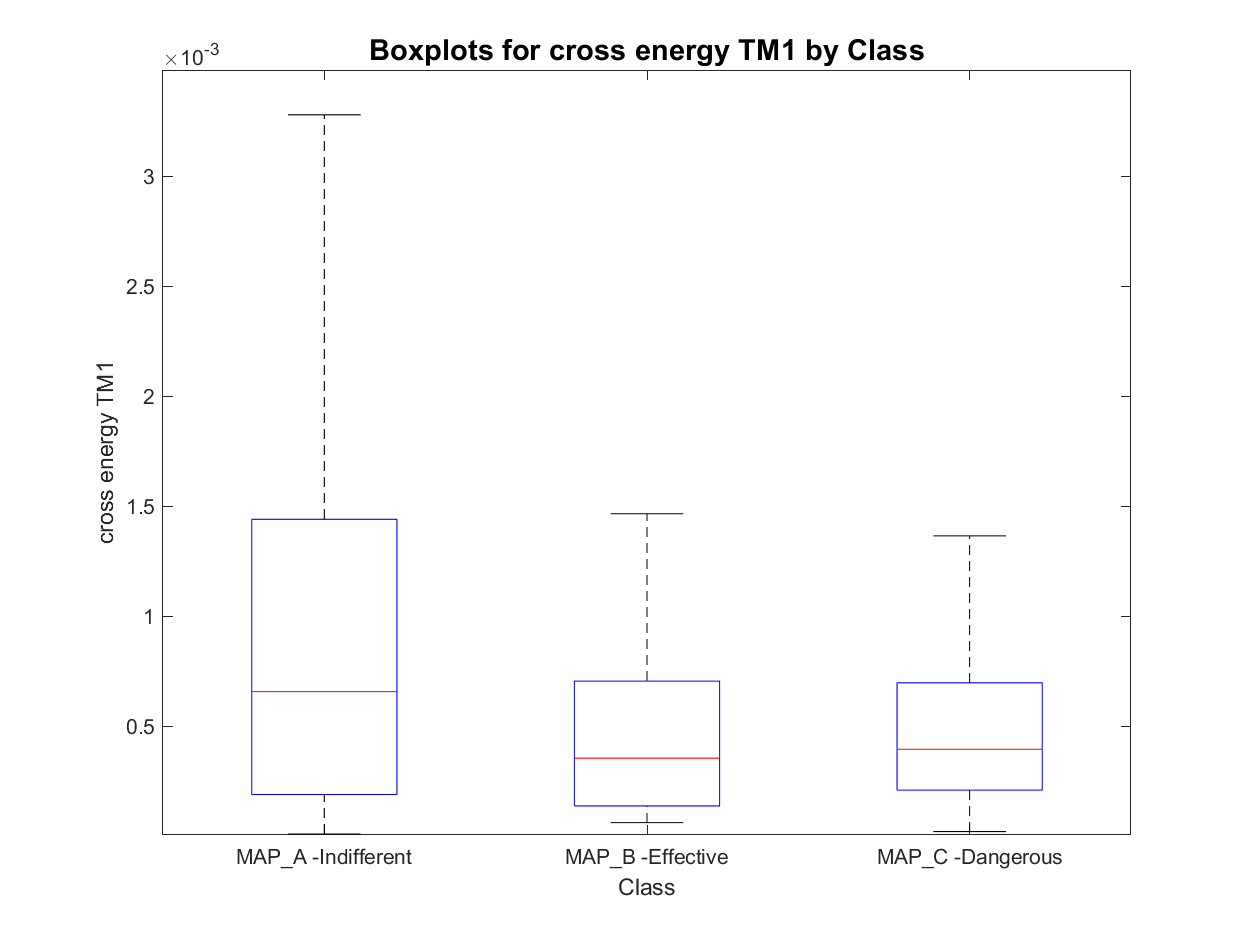 Boxplots for cross energy TM1 by Class
×10-3
3
2.5
2
1.5
1
0.5
cross energy TM1
MAP_A -Indifferent
MAP_B -Effective
MAP_C -Dangerous
Class